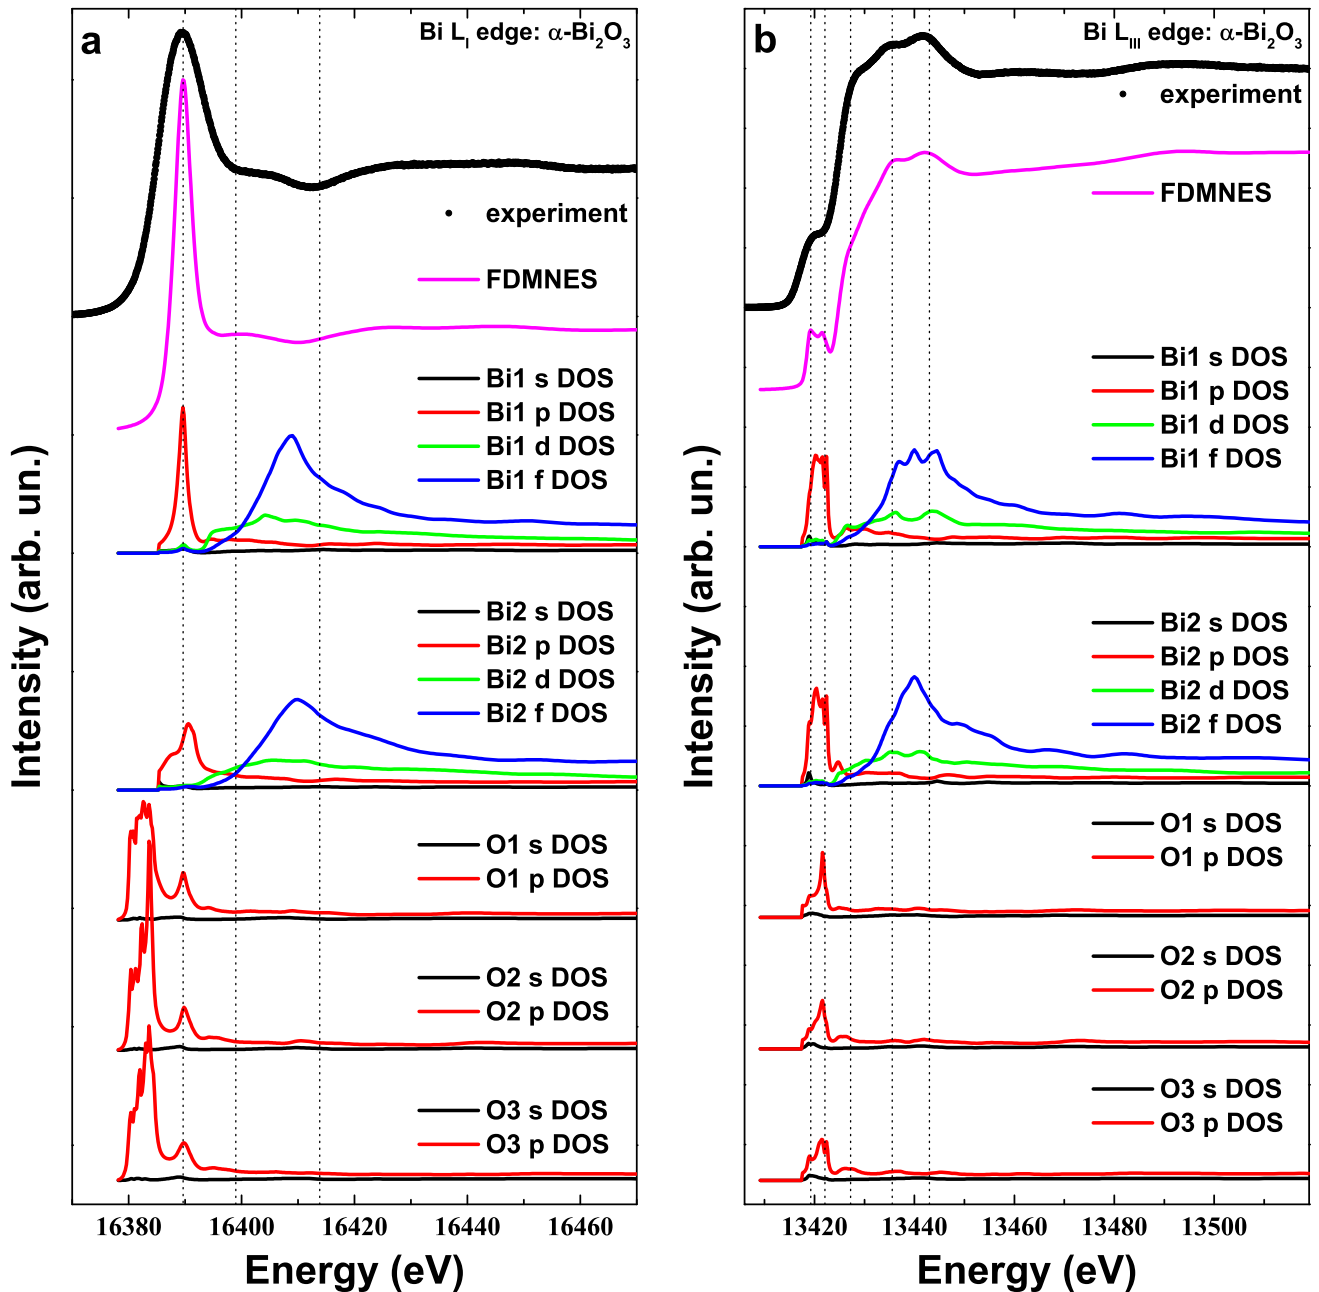 a
Bi L_I edge: α-Bi₂O₃
experiment
FDMNES
Bi1 s DOS
Bi1 p DOS
Bi1 d DOS
Bi1 f DOS
Bi2 s DOS
Bi2 p DOS
Bi2 d DOS
Bi2 f DOS
O1 s DOS
O1 p DOS
O2 s DOS
O2 p DOS
O3 s DOS
O3 p DOS
Intensity (arb. un.)
16380 16400 16420 16440 16460
Energy (eV)
b
Bi L_III edge: α-Bi₂O₃
experiment
FDMNES
Bi1 s DOS
Bi1 p DOS
Bi1 d DOS
Bi1 f DOS
Bi2 s DOS
Bi2 p DOS
Bi2 d DOS
Bi2 f DOS
O1 s DOS
O1 p DOS
O2 s DOS
O2 p DOS
O3 s DOS
O3 p DOS
Intensity (arb. un.)
13420 13440 13460 13480 13500
Energy (eV)